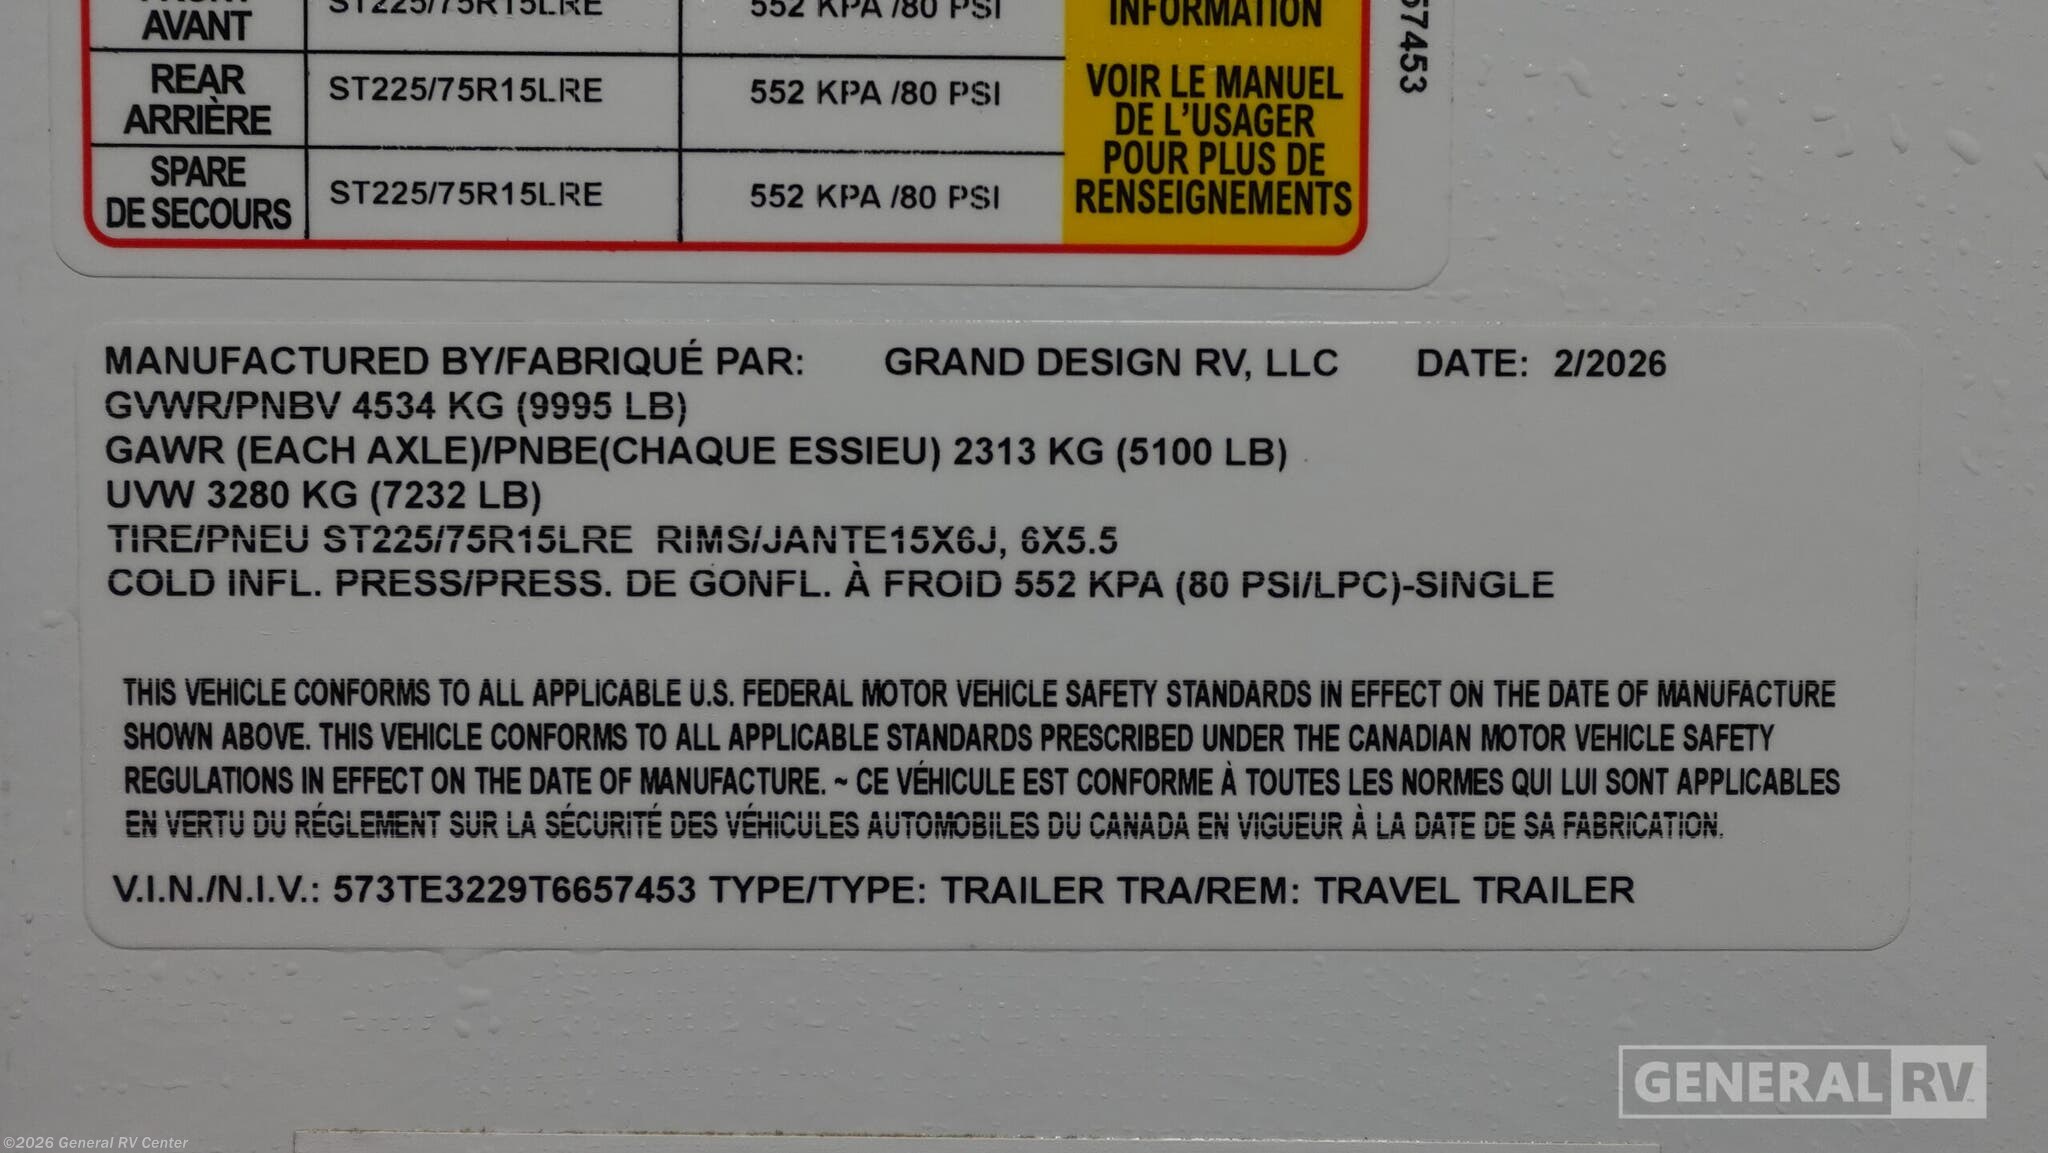 AVANT
ST225/75R15LRE
552 KPA /80 PSI
INFORMATION
57453
REAR
ARRIÈRE
ST225/75R15LRE
552 KPA /80 PSI
VOIR LE MANUEL
DE L'USAGER
POUR PLUS DE
RENSEIGNEMENTS
SPARE
DE SECOURS
ST225/75R15LRE
552 KPA /80 PSI
MANUFACTURED BY/FABRIQUÉ PAR: GRAND DESIGN RV, LLC DATE: 2/2026
GVWR/PNBV 4534 KG (9995 LB)
GAWR (EACH AXLE)/PNBE(CHAQUE ESSIEU) 2313 KG (5100 LB)
UVW 3280 KG (7232 LB)
TIRE/PNEU ST225/75R15LRE RIMS/JANTE15X6J, 6X5.5
COLD INFL. PRESS/PRESS. DE GONFL. À FROID 552 KPA (80 PSI/LPC)-SINGLE
THIS VEHICLE CONFORMS TO ALL APPLICABLE U.S. FEDERAL MOTOR VEHICLE SAFETY STANDARDS IN EFFECT ON THE DATE OF MANUFACTURE
SHOWN ABOVE. THIS VEHICLE CONFORMS TO ALL APPLICABLE STANDARDS PRESCRIBED UNDER THE CANADIAN MOTOR VEHICLE SAFETY
REGULATIONS IN EFFECT ON THE DATE OF MANUFACTURE. ~ CE VÉHICULE EST CONFORME À TOUTES LES NORMES QUI LUI SONT APPLICABLES
EN VERTU DU RÉGLEMENT SUR LA SÉCURITÉ DES VÉHICULES AUTOMOBILES DU CANADA EN VIGUEUR À LA DATE DE SA FABRICATION.
V.I.N./N.I.V.: 573TE3229T6657453 TYPE/TYPE: TRAILER TRA/REM: TRAVEL TRAILER
GENERAL RV
©2026 General RV Center